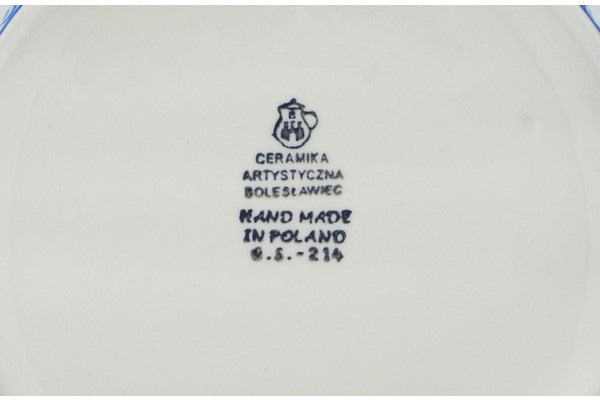 CERAMIKA
ARTYSTYCZNA
BOLESŁAWIEC
HAND MADE
IN POLAND
-214